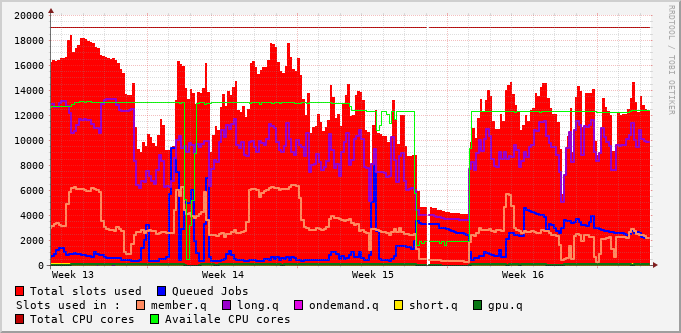 20000
18000
16000
14000
12000
10000
8000
6000
4000
2000
0
Week 13 Week 14 Week 15 Week 16
Total slots used Queued Jobs
Slots used in : member.q long.q ondemand.q short.q gpu.q
Total CPU cores Availale CPU cores
RRDTOOL / TOBI OETIKER